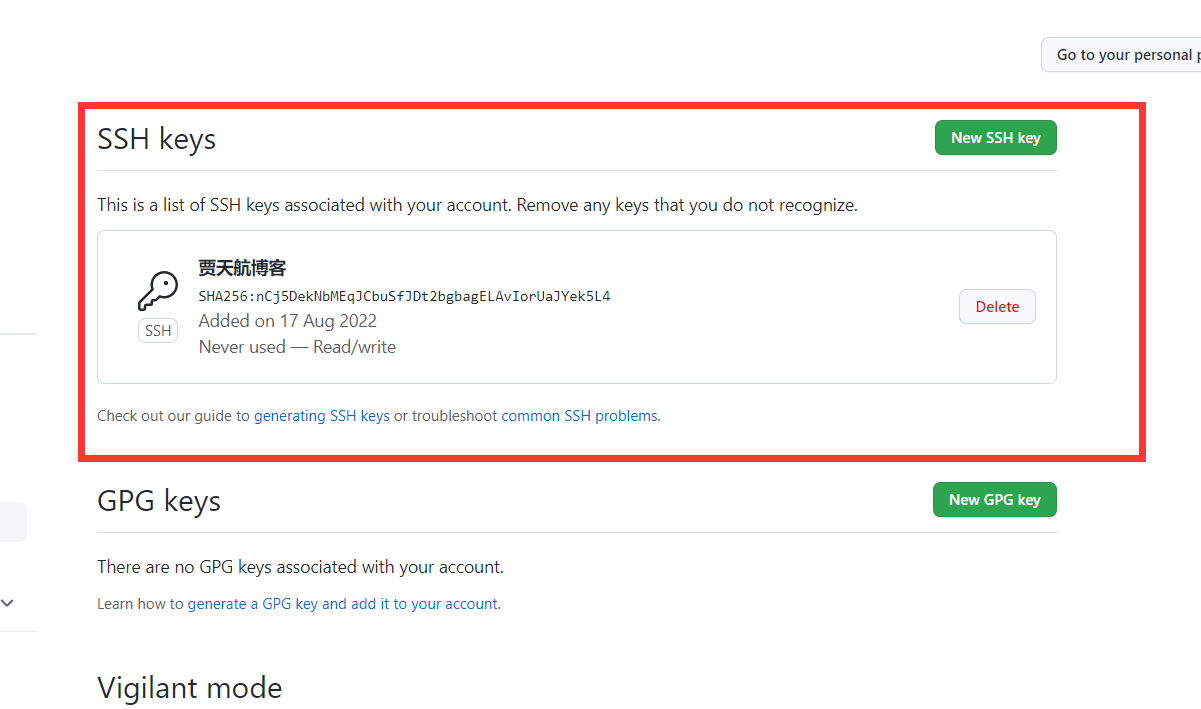 Go to your personal
SSH keys
New SSH key
This is a list of SSH keys associated with your account. Remove any keys that you do not recognize.
贾天航博客
SHA256:nCj5DekNbMEqJCbuSfJDt2bgbagELAvIorUaJYek5L4
Added on 17 Aug 2022
Never used — Read/write
SSH
Delete
Check out our guide to generating SSH keys or troubleshoot common SSH problems.
GPG keys
New GPG key
There are no GPG keys associated with your account.
Learn how to generate a GPG key and add it to your account.
Vigilant mode